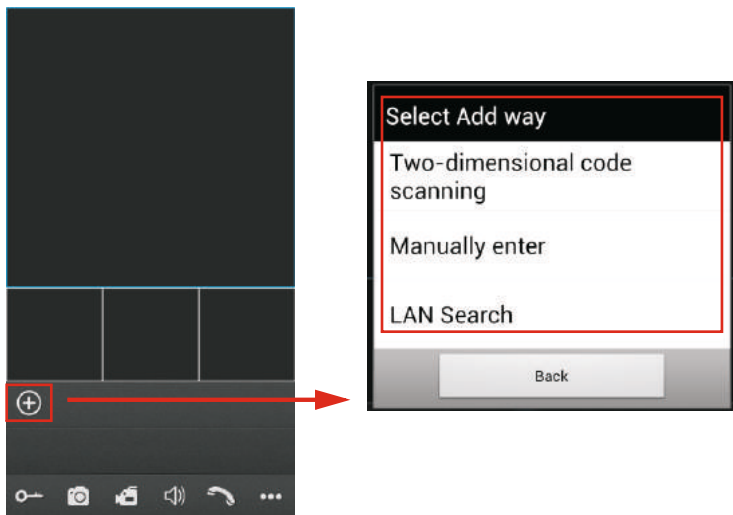 Select Add way
Two-dimensional code
scanning
Manually enter
LAN Search
Back